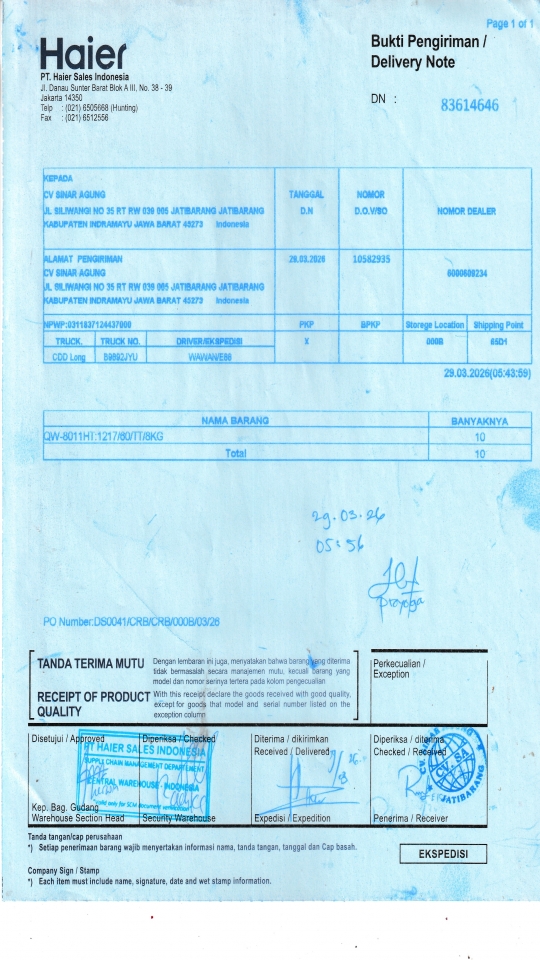 Page 1 of 1
Haier
Bukti Pengiriman /
Delivery Note
PT. Haier Sales Indonesia
Jl. Danau Sunter Barat Blok A III, No. 38 - 39
Jakarta 14350
Telp : (021) 6505668 (Hunting)
Fax : (021) 6512556
DN : 83614646
KEPADA
CV SINAR AGUNG
JL SILIWANGI NO 35 RT RW 039 005 JATIBARANG JATIBARANG
KABUPATEN INDRAMAYU JAWA BARAT 45273 Indonesia
TANGGAL
D.N
NOMOR
D.O.V/SO
NOMOR DEALER
ALAMAT PENGIRIMAN
CV SINAR AGUNG
JL SILIWANGI NO 35 RT RW 039 005 JATIBARANG JATIBARANG
KABUPATEN INDRAMAYU JAWA BARAT 45273 Indonesia
29.03.2026
10582935
6000609234
NPWP:0311837124437000
PKP
BPKP
Storege Location
Shipping Point
TRUCK.
TRUCK NO.
DRIVER/EKSPEDISI
X
000B
65D1
CDD Long
B9892JYU
WAWAN/E86
29.03.2026(05:43:59)
NAMA BARANG
BANYAKNYA
QW-8011HT:1217/60/TT/8KG
10
Total
10
29.03.26
05:56
prayoga
PO Number:DS0041/CRB/CRB/000B/03/26
TANDA TERIMA MUTU
Dengan lembaran ini juga, menyatakan bahwa barang yang diterima
tidak bermasalah secara manajemen mutu, kecuali barang yang
model dan nomor serinya tertera pada kolom pengecualian
RECEIPT OF PRODUCT
QUALITY
With this receipt declare the goods received with good quality,
except for goods that model and serial number listed on the
exception column
Perkecualian /
Exception
Disetujui / Approved
Diperiksa / Checked
Diterima / dikirimkan
Received / Delivered
Diperiksa / diterima
Checked / Received
PT HAIER SALES INDONESIA
SUPPLY CHAIN MANAGEMENT DEPARTMENT
CENTRAL WAREHOUSE - INDONESIA
Valid only for SCM document verification
CV SA
JATIBARANG
Kep. Bag. Gudang
Warehouse Section Head
Security Warehouse
Expedisi / Expedition
Penerima / Receiver
Tanda tangan/cap perusahaan
*) Setiap penerimaan barang wajib menyertakan informasi nama, tanda tangan, tanggal dan Cap basah.
EKSPEDISI
Company Sign / Stamp
*) Each item must include name, signature, date and wet stamp information.